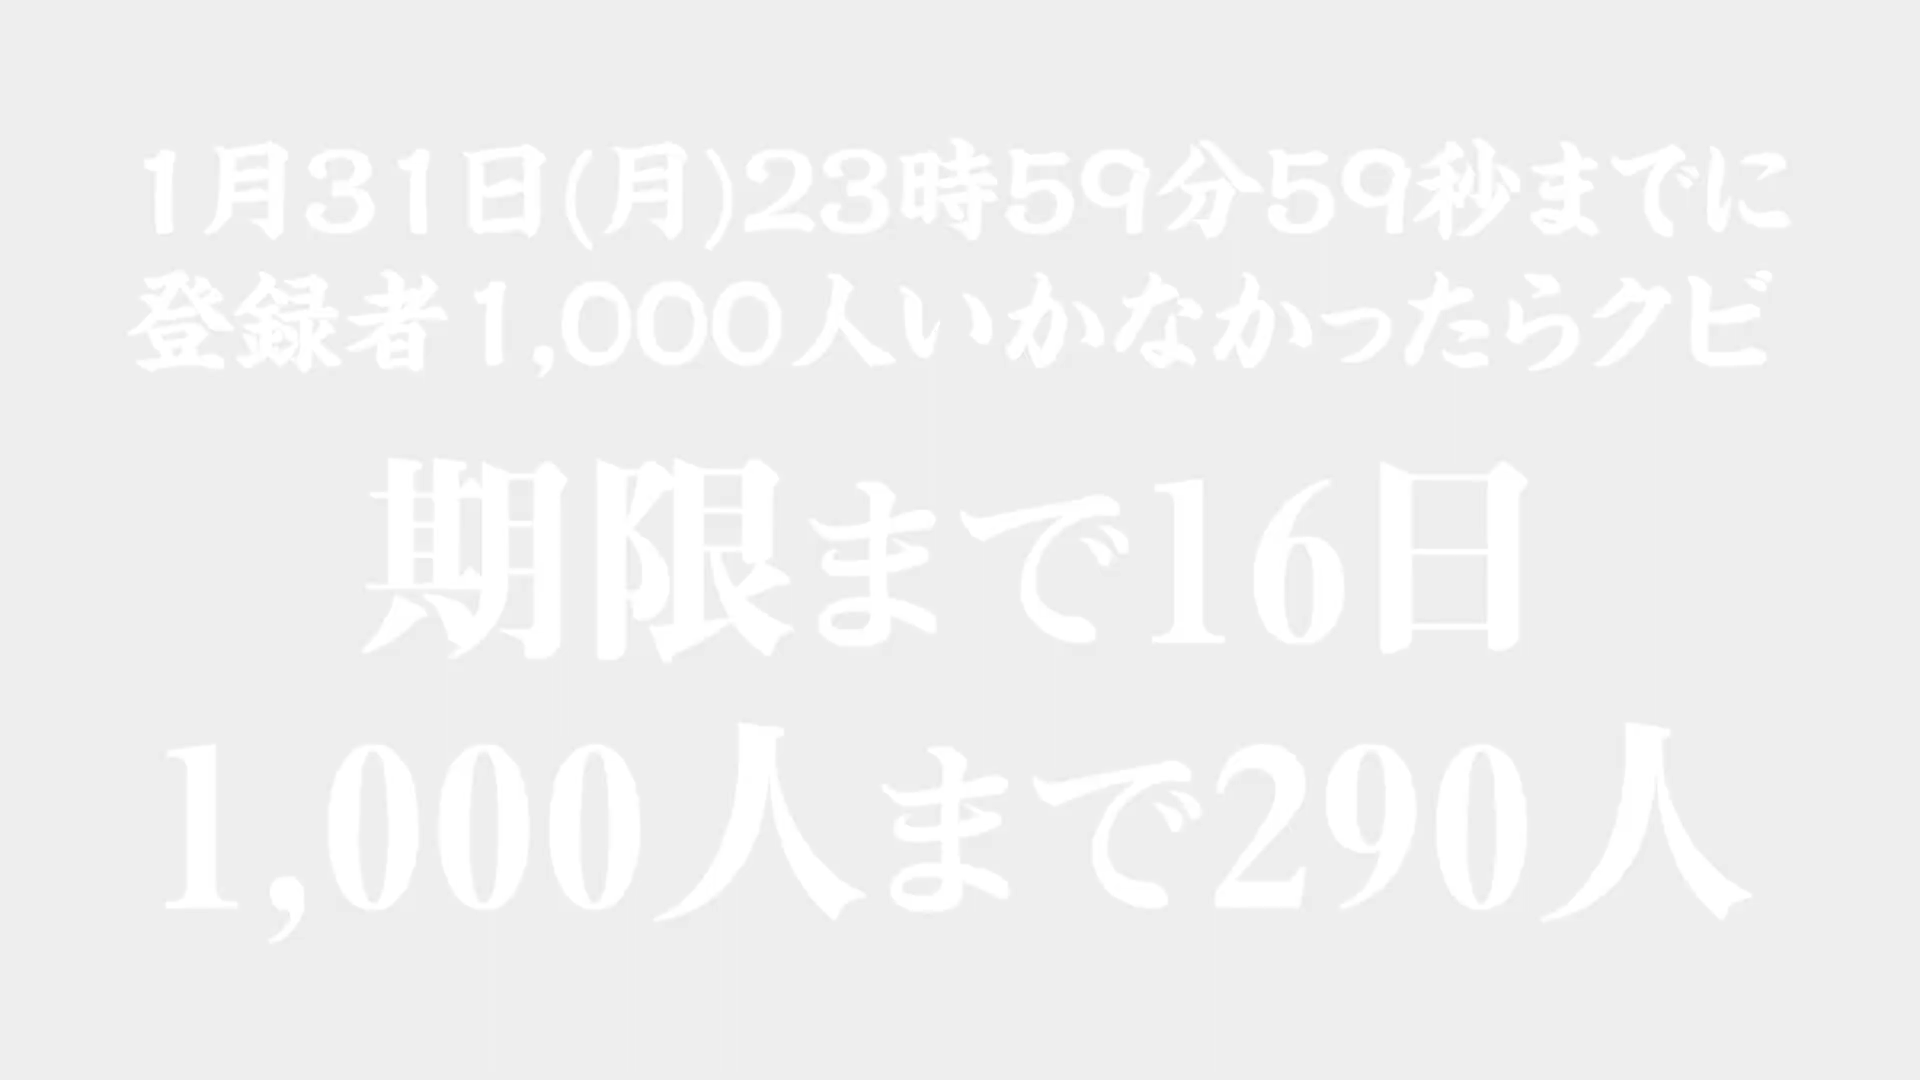 1月31日(月)23時59分59秒までに
登録者1,000人いかなかったらクビ
期限まで16日
1,000人まで290人